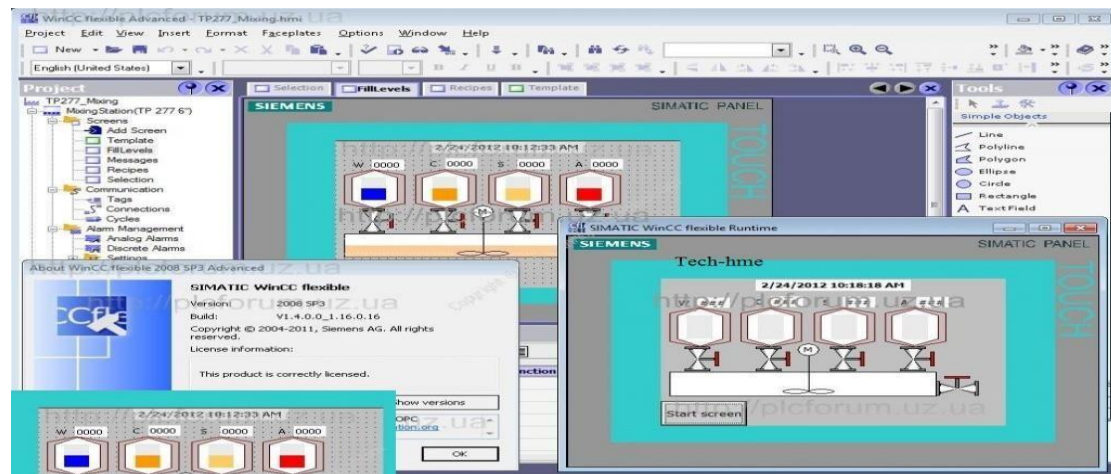 WinCC flexible Advanced - TP277_Mixing.hmi
Project Edit View Insert Format Faceplates Options Window Help
New
English (United States)
Project
Selection FillLevels Recipes Template
Tools
TP277_Mixing
MixingStation(TP 277 6")
Screens
Add Screen
Template
FillLevels
Messages
Recipes
Selection
Communication
Tags
Connections
Cycles
Alarm Management
Analog Alarms
Discrete Alarms
Settings
SIEMENS
SIMATIC PANEL
TOUCH
2/24/2012 10:12:33 AM
W 0000 C 0000 S 0000 A 0000
M
http://plcforum.uz.ua
Simple Objects
Line
Polyline
Polygon
Ellipse
Circle
Rectangle
TextField
About WinCC flexible 2008 SP3 Advanced
SIMATIC WinCC flexible
Version: 2008 SP3
Build: V1.4.0.0_1.16.0.16
Copyright © 2004-2011, Siemens AG. All rights
reserved.
License information:
This product is correctly licensed.
Show versions
OPC
OK
nction
2/24/2012 10:12:33 AM
W 0000 C 0000 S 0000 A 0000
SIMATIC WinCC flexible Runtime
SIEMENS
SIMATIC PANEL
TOUCH
Tech-hme
2/24/2012 10:18:18 AM
W ### C ### S ### A ###
M
Start screen
http://plcforum.uz.ua